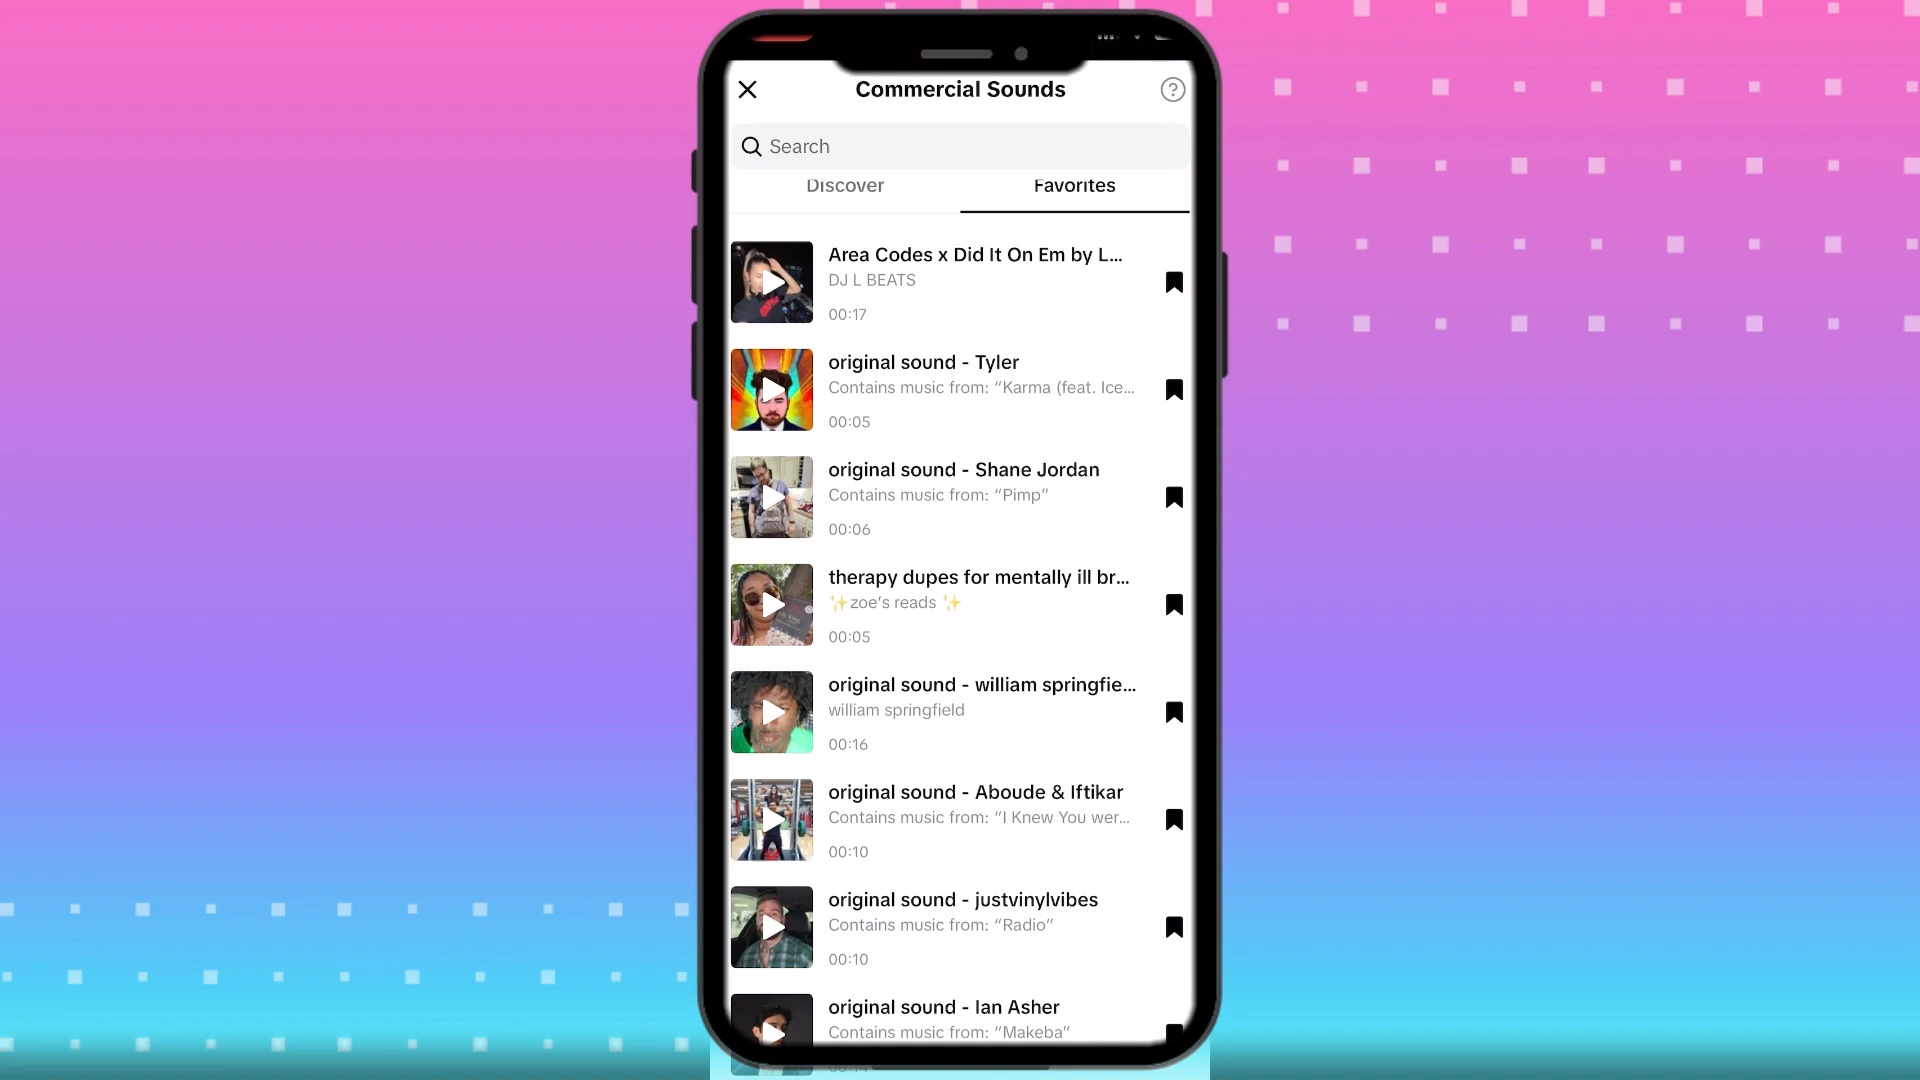 Commercial Sounds
Search
Discover Favorites
Area Codes x Did It On Em by L...
DJ L BEATS
00:17
original sound - Tyler
Contains music from: “Karma (feat. Ice...
00:05
original sound - Shane Jordan
Contains music from: “Pimp”
00:06
therapy dupes for mentally ill br...
✨zoe’s reads ✨
00:05
original sound - william springfie...
william springfield
00:16
original sound - Aboude & Iftikar
Contains music from: “I Knew You wer...
00:10
original sound - justvinylvibes
Contains music from: “Radio”
00:10
original sound - Ian Asher
Contains music from: “Makeba”